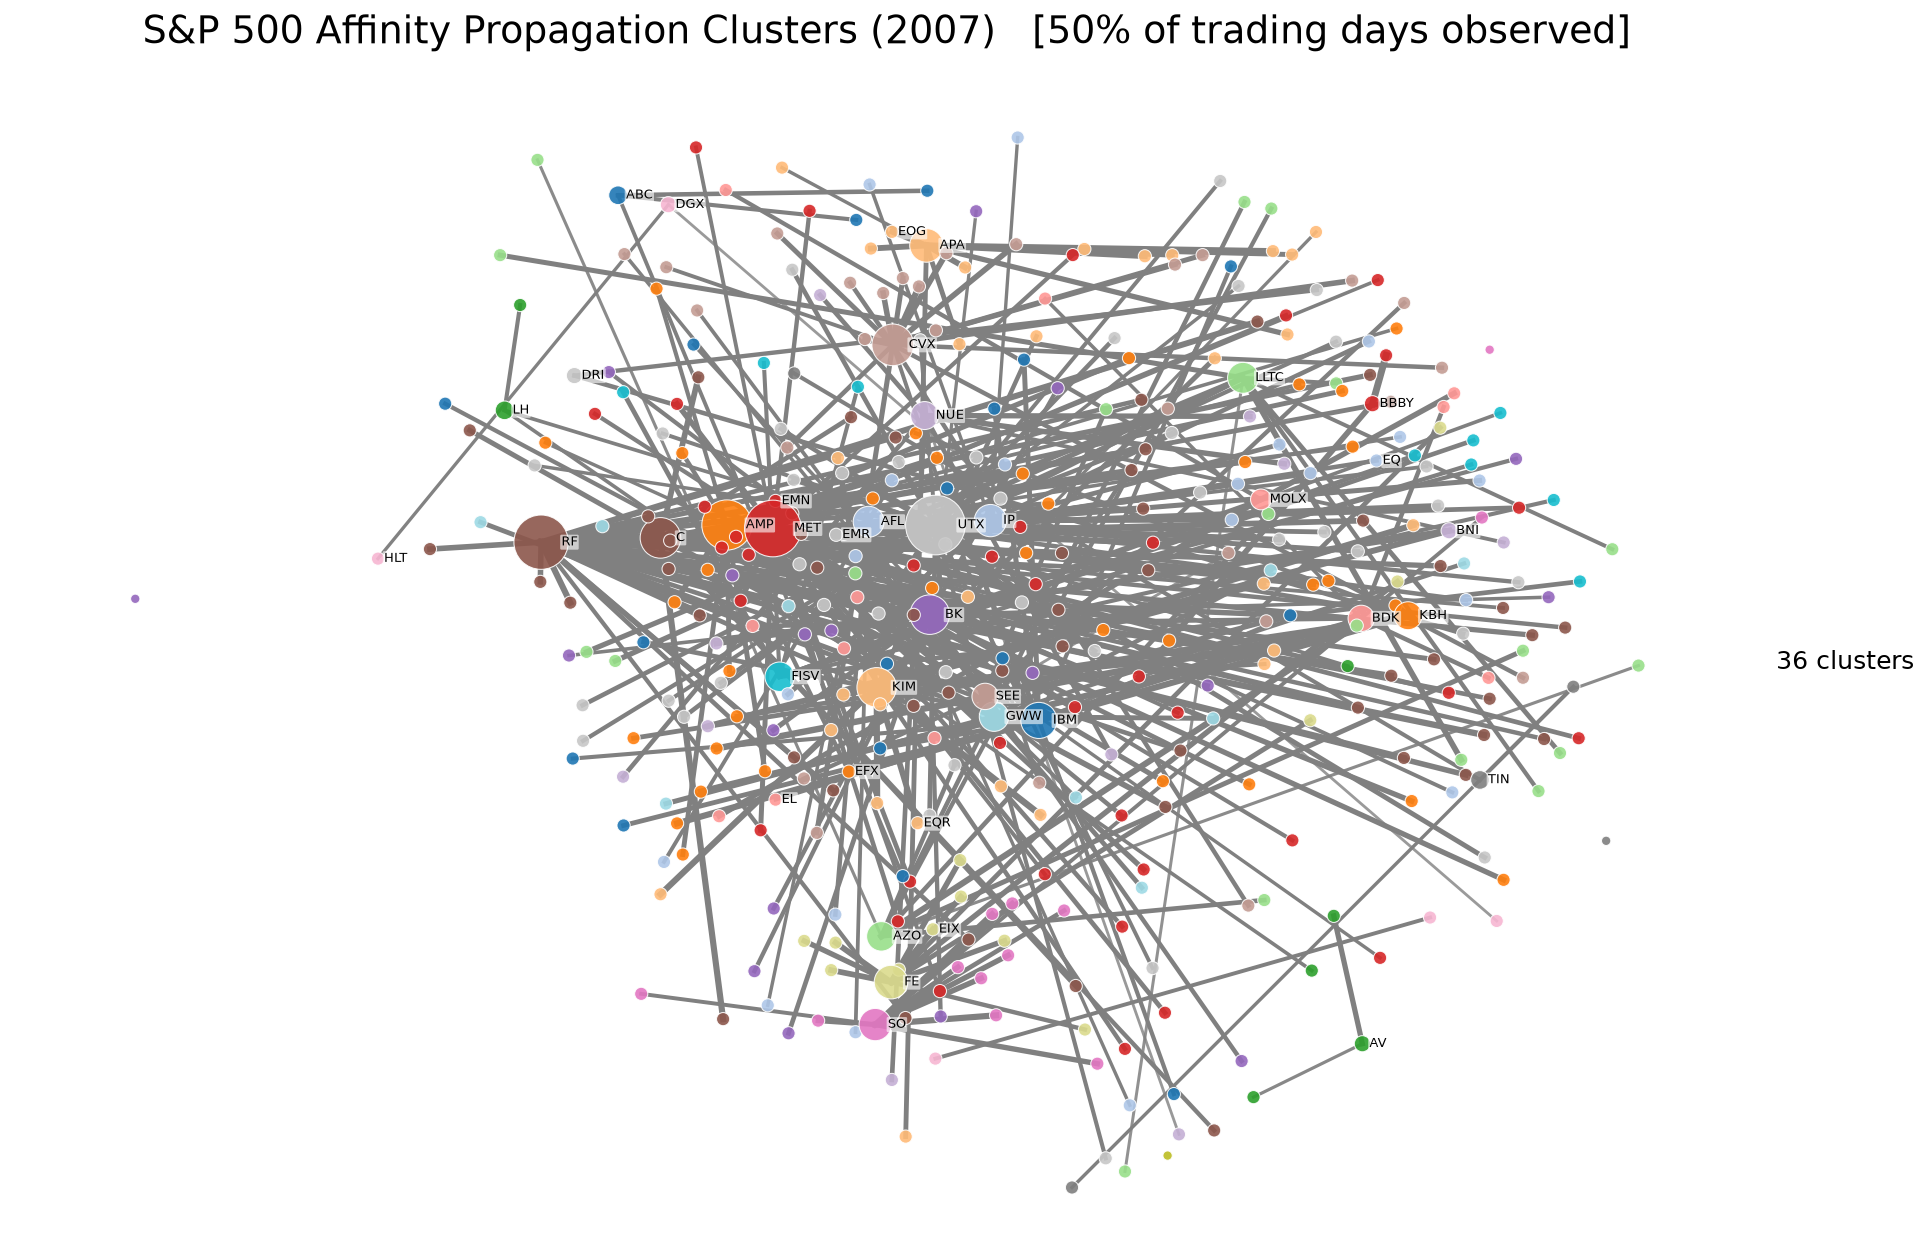 S&P 500 Affinity Propagation Clusters (2007)   [50% of trading days observed]
ABC
DGX
EOG
APA
CVX
DRI
LLTC
BBBY
LH
NUE
EQ
MOLX
EMN
AMP
MET
AFL
UTX
IP
BNI
RF
C
EMR
HLT
BK
BDK
KBH
36 clusters
FISV
KIM
SEE
GWW
IBM
EFX
TIN
EL
EQR
AZO
EIX
FE
SO
AV